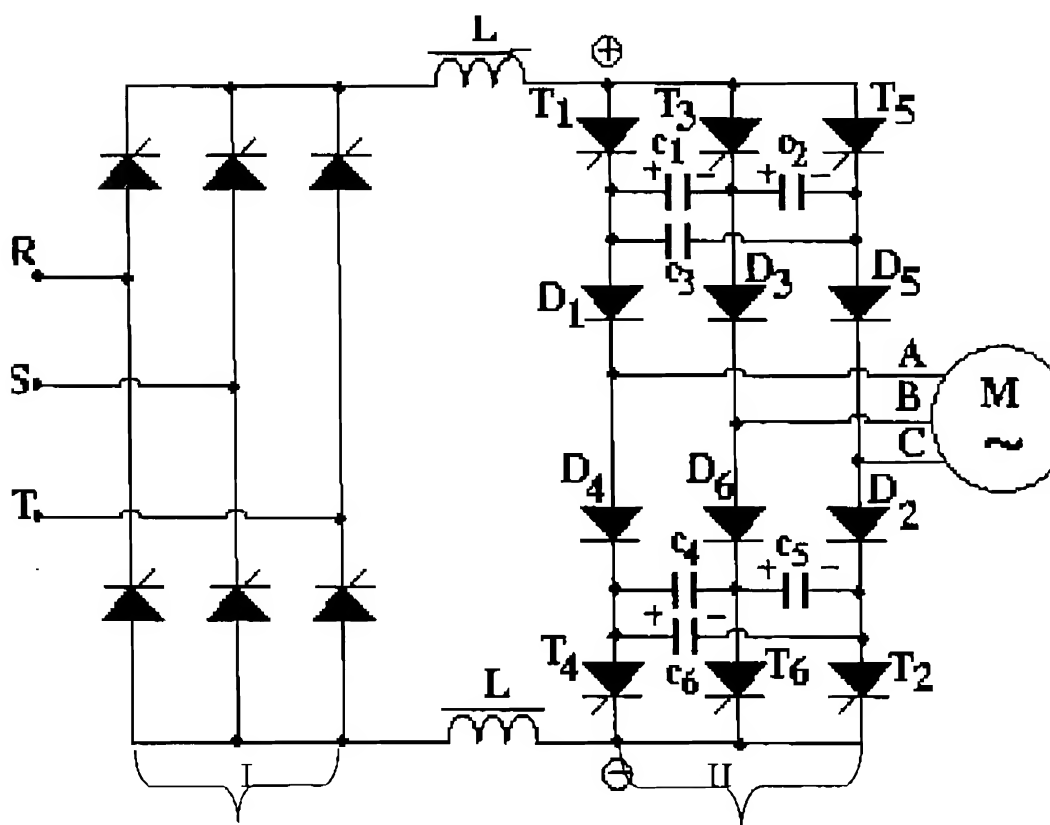 L
⊕
T1 T3 T5
+ c1 − + c2 −
R
c3 D3 D5
D1
A
S
B
M
~
C
D4 D6 D2
T
c4 + c5 −
+ −
T4 c6 T6 T2
L
I ⊖ II